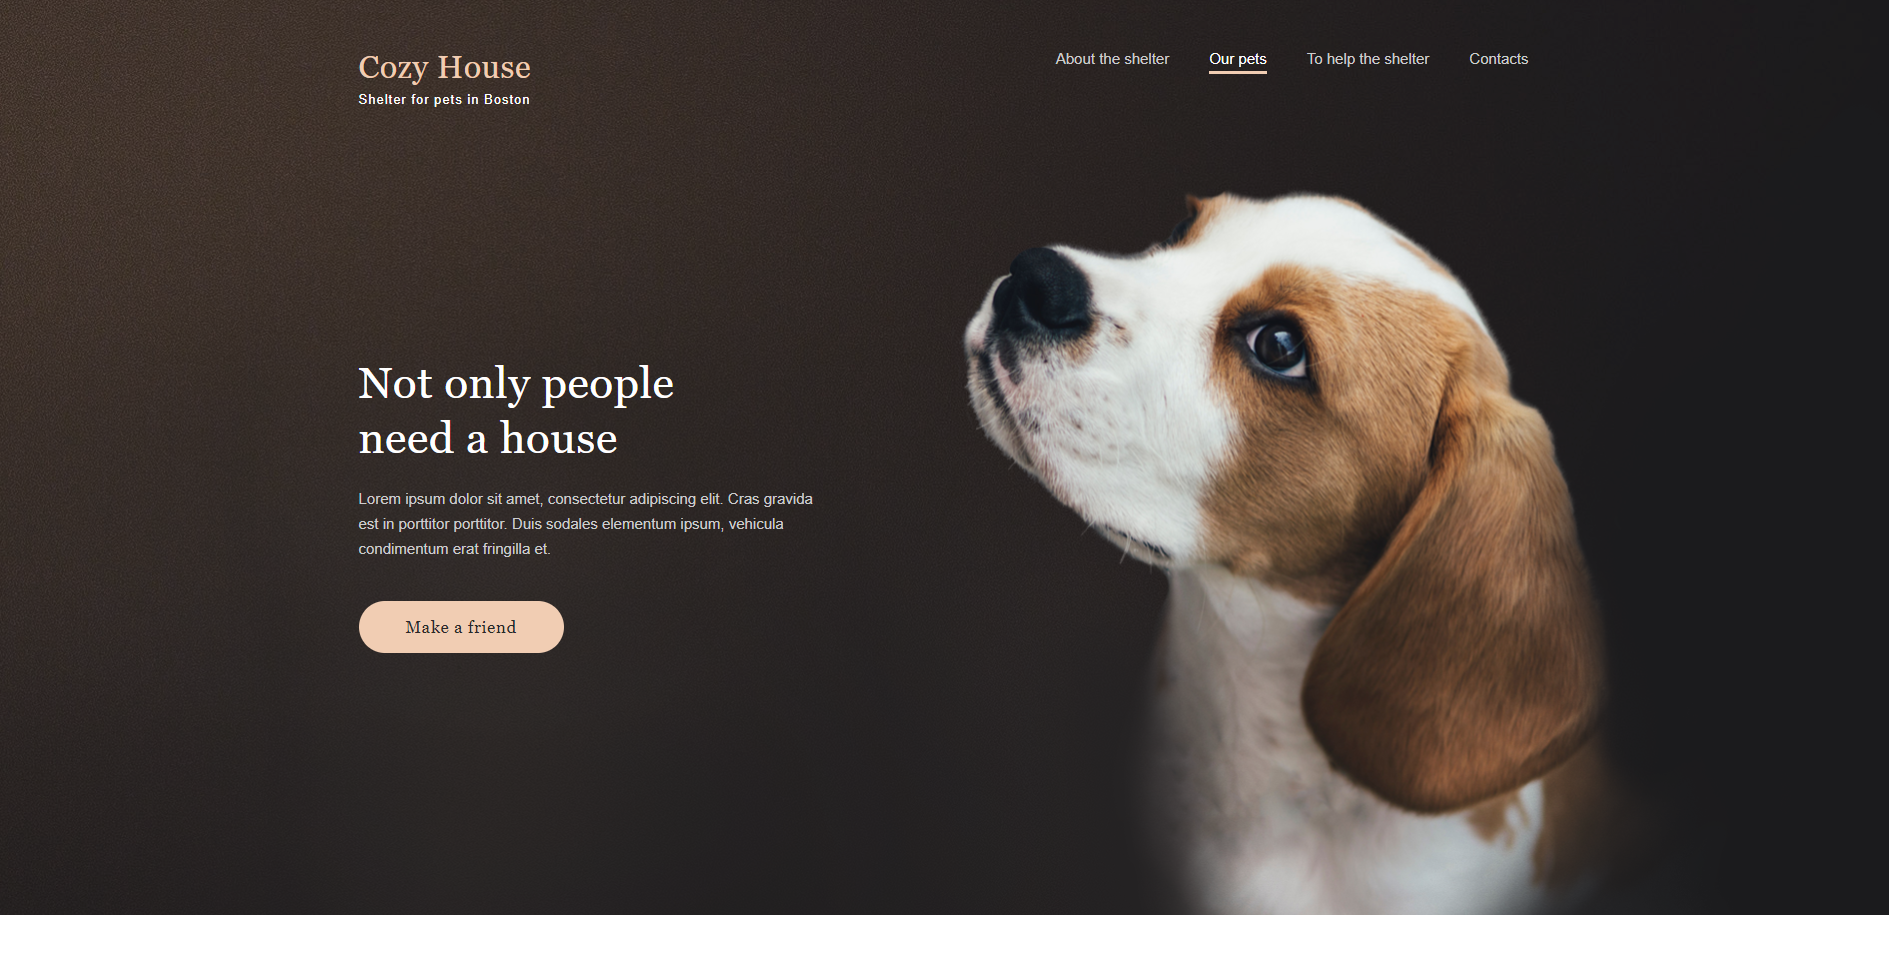 Cozy House
Shelter for pets in Boston
About the shelter
Our pets
To help the shelter
Contacts
Not only people
need a house
Lorem ipsum dolor sit amet, consectetur adipiscing elit. Cras gravida
est in porttitor porttitor. Duis sodales elementum ipsum, vehicula
condimentum erat fringilla et.
Make a friend